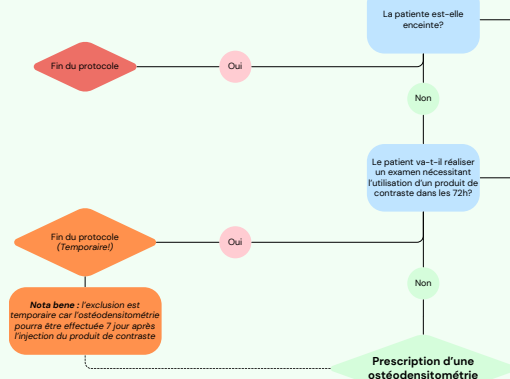 La patiente est-elle
enceinte?
Fin du protocole
Oui
Non
Le patient va-t-il réaliser
un examen nécessitant
l'utilisation d'un produit de
contraste dans les 72h?
Fin du protocole
(Temporaire!)
Oui
Non
Nota bene : l'exclusion est
temporaire car l'ostéodensitométrie
pourra être effectuée 7 jour après
l'injection du produit de contraste
Prescription d'une
ostéodensitométrie